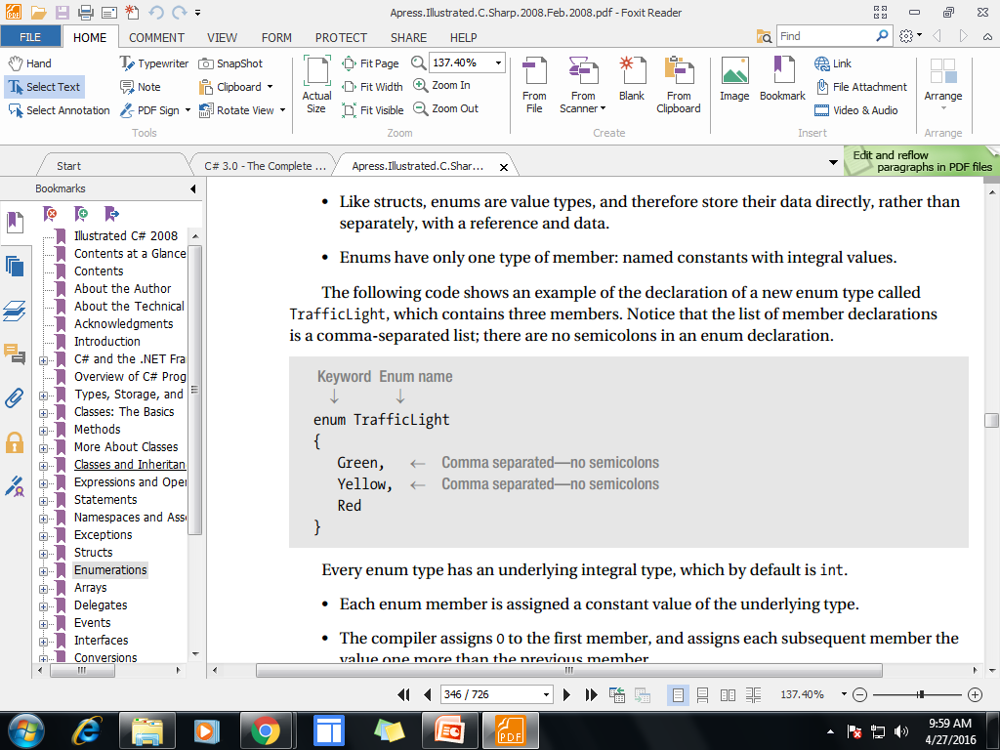 Apress.Illustrated.C.Sharp.2008.Feb.2008.pdf - Foxit Reader
FILE HOME COMMENT VIEW FORM PROTECT SHARE HELP
Find
Hand
Select Text
Select Annotation
Typewriter
Note
PDF Sign
SnapShot
Clipboard
Rotate View
Tools
Actual Size
Fit Page
Fit Width
Fit Visible
137.40%
Zoom In
Zoom Out
Zoom
From File
From Scanner
Blank
From Clipboard
Create
Image
Bookmark
Link
File Attachment
Video & Audio
Insert
Arrange
Arrange
Start
C# 3.0 - The Complete ...
Apress.Illustrated.C.Shar...
Edit and reflow
paragraphs in PDF files
Bookmarks
Illustrated C# 2008
Contents at a Glance
Contents
About the Author
About the Technical
Acknowledgments
Introduction
C# and the .NET Fra
Overview of C# Prog
Types, Storage, and
Classes: The Basics
Methods
More About Classes
Classes and Inheritan
Expressions and Oper
Statements
Namespaces and Ass
Exceptions
Structs
Enumerations
Arrays
Delegates
Events
Interfaces
Conversions
• Like structs, enums are value types, and therefore store their data directly, rather than
separately, with a reference and data.
• Enums have only one type of member: named constants with integral values.
The following code shows an example of the declaration of a new enum type called
TrafficLight, which contains three members. Notice that the list of member declarations
is a comma-separated list; there are no semicolons in an enum declaration.
Keyword Enum name
↓ ↓
enum TrafficLight
{
Green, ← Comma separated—no semicolons
Yellow, ← Comma separated—no semicolons
Red
}
Every enum type has an underlying integral type, which by default is int.
• Each enum member is assigned a constant value of the underlying type.
• The compiler assigns 0 to the first member, and assigns each subsequent member the
value one more than the previous member.
346 / 726
137.40%
PDF
9:59 AM
4/27/2016